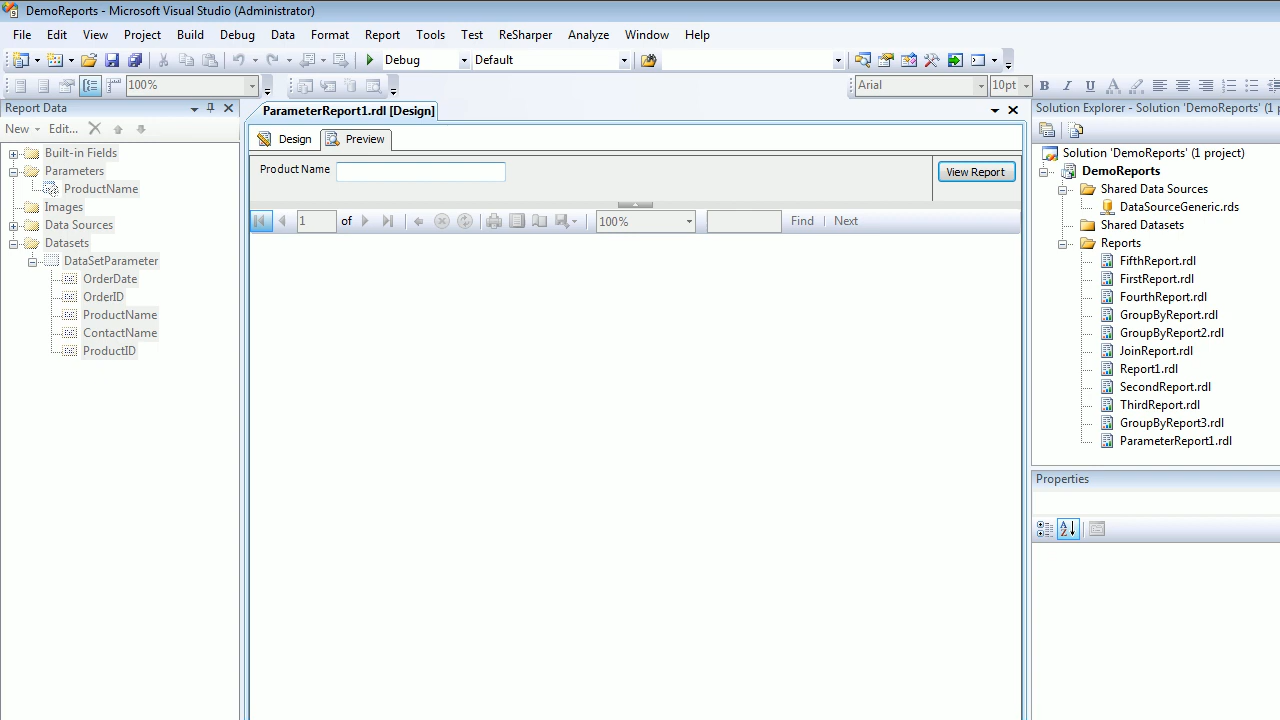 DemoReports - Microsoft Visual Studio (Administrator)
File Edit View Project Build Debug Data Format Report Tools Test ReSharper Analyze Window Help
Debug Default
100% Arial 10pt B I U A
Report Data
New Edit...
Built-in Fields
Parameters
ProductName
Images
Data Sources
Datasets
DataSetParameter
OrderDate
OrderID
ProductName
ContactName
ProductID
ParameterReport1.rdl [Design]
Design Preview
Product Name View Report
1 of 100% Find | Next
Solution Explorer - Solution 'DemoReports' (1 p
Solution 'DemoReports' (1 project)
DemoReports
Shared Data Sources
DataSourceGeneric.rds
Shared Datasets
Reports
FifthReport.rdl
FirstReport.rdl
FourthReport.rdl
GroupByReport.rdl
GroupByReport2.rdl
JoinReport.rdl
Report1.rdl
SecondReport.rdl
ThirdReport.rdl
GroupByReport3.rdl
ParameterReport1.rdl
Properties